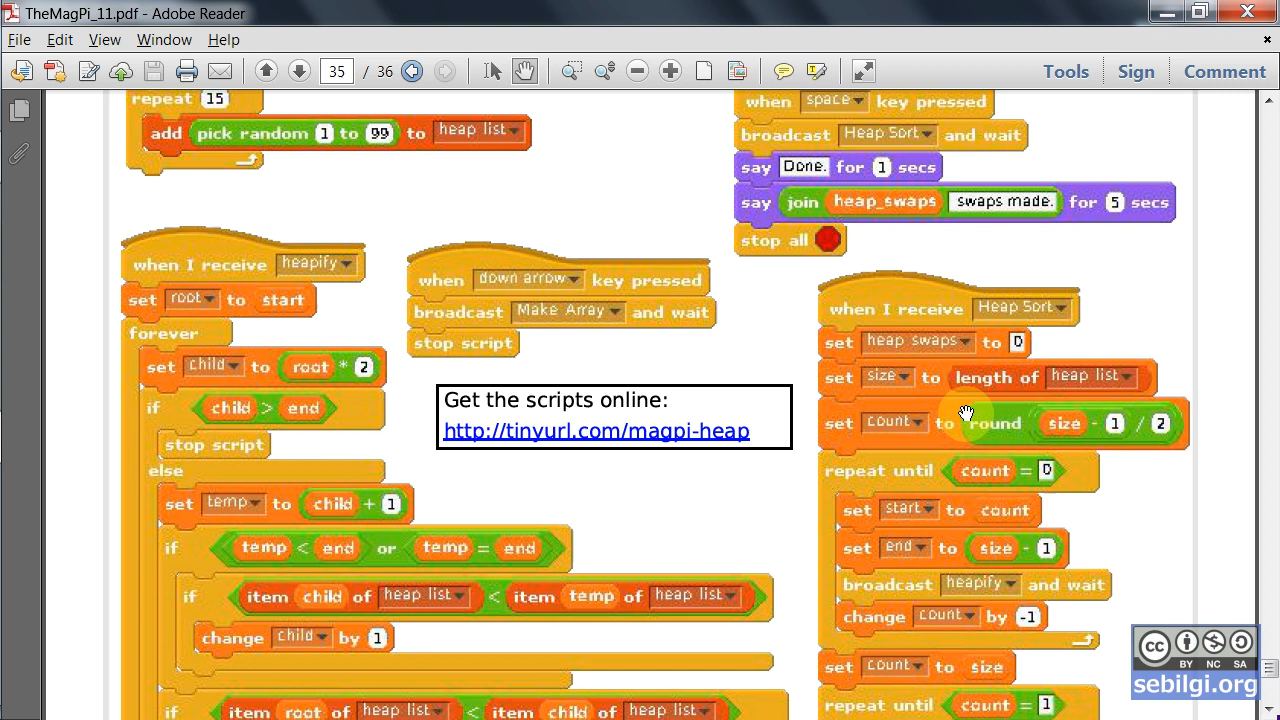 TheMagPi_11.pdf - Adobe Reader
File Edit View Window Help
35 / 36
Tools Sign Comment
repeat 15
add pick random 1 to 99 to heap list
when space key pressed
broadcast Heap Sort and wait
say Done. for 1 secs
say join heap_swaps swaps made. for 5 secs
stop all
when I receive heapify
set root to start
forever
set child to root * 2
if child > end
stop script
else
set temp to child + 1
if temp < end or temp = end
if item child of heap list < item temp of heap list
change child by 1
if item root of heap list < item child of heap list
when down arrow key pressed
broadcast Make Array and wait
stop script
Get the scripts online:
http://tinyurl.com/magpi-heap
when I receive Heap Sort
set heap swaps to 0
set size to length of heap list
set count to round size - 1 / 2
repeat until count = 0
set start to count
set end to size - 1
broadcast heapify and wait
change count by -1
set count to size
repeat until count = 1
cc BY NC SA
sebilgi.org